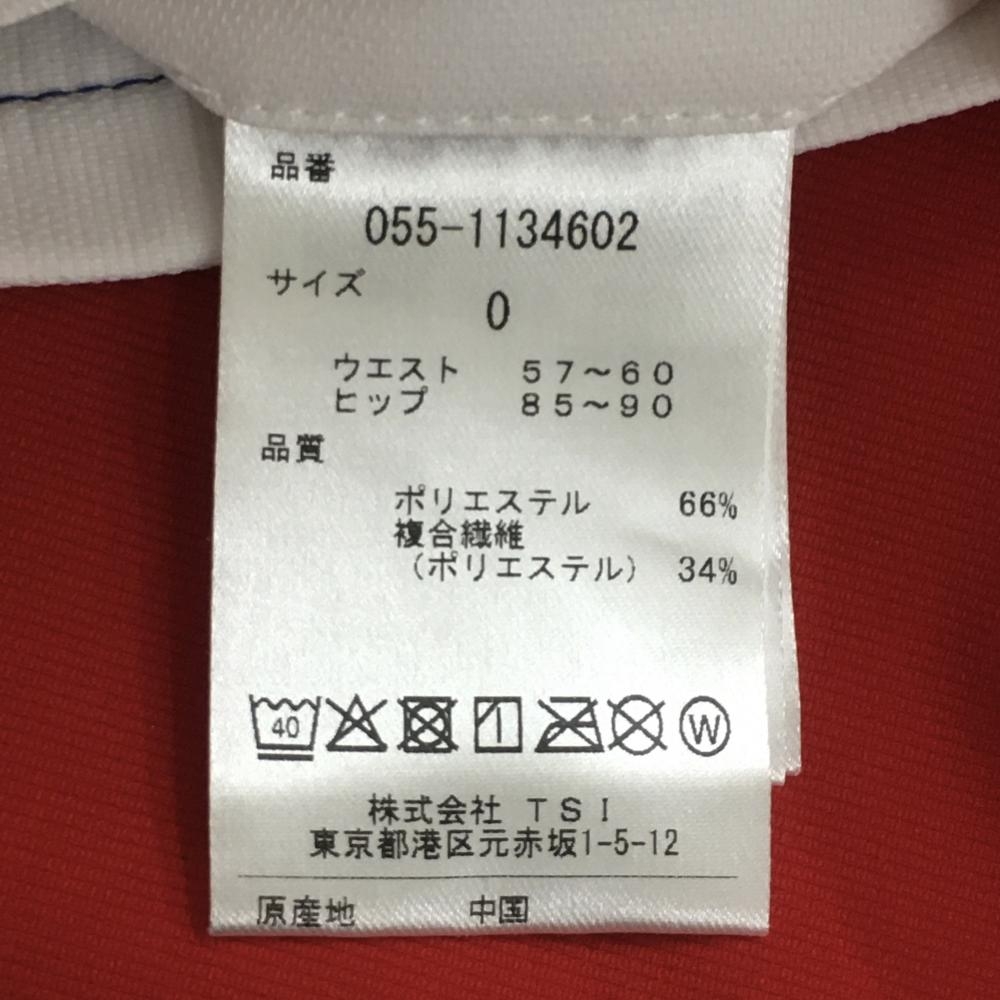 品番
055-1134602
サイズ
0
ウエスト 57～60
ヒップ 85～90
品質
ポリエステル 66%
複合繊維
（ポリエステル） 34%
40 W
株式会社 TSI
東京都港区元赤坂1-5-12
原産地 中国